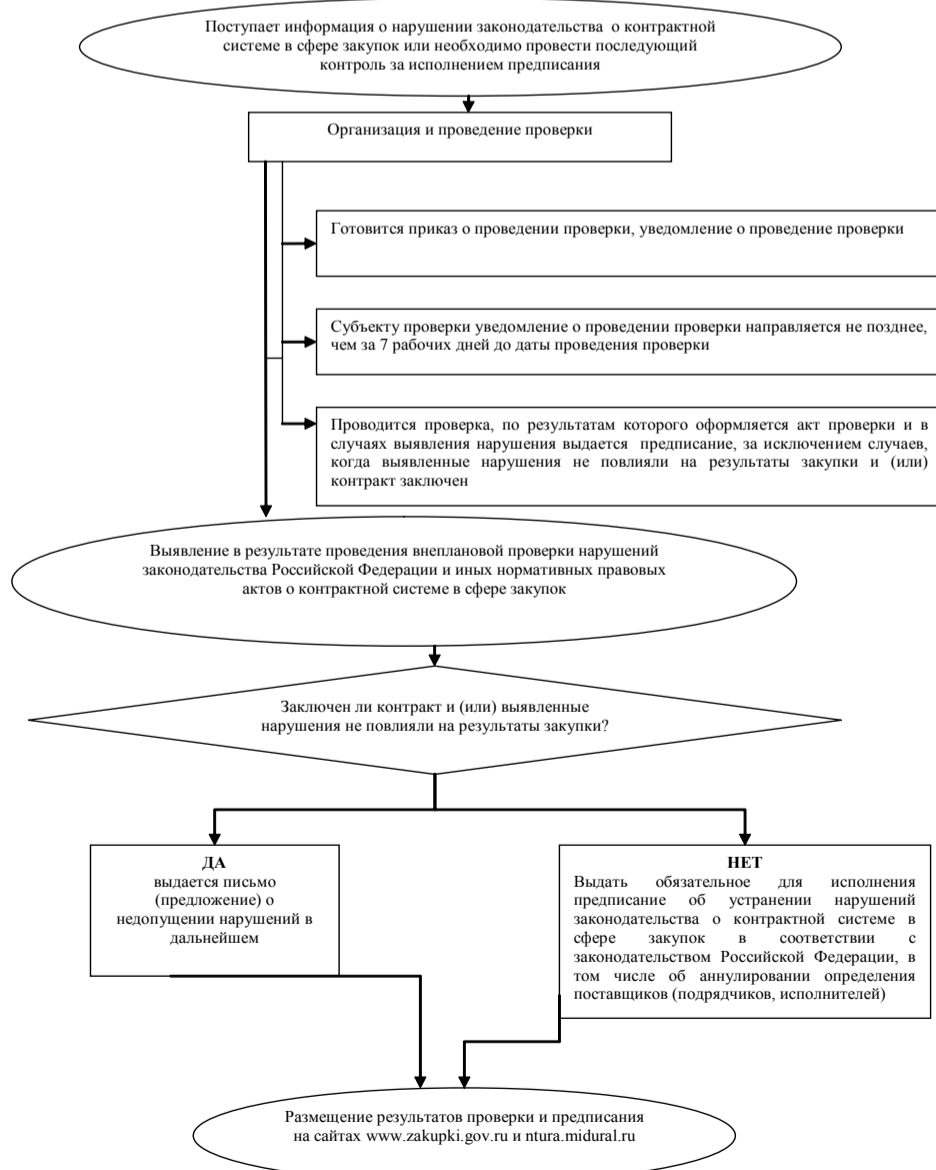 Поступает информация о нарушении законодательства о контрактной
системе в сфере закупок или необходимо провести последующий
контроль за исполнением предписания
Организация и проведение проверки
Готовится приказ о проведении проверки, уведомление о проведение проверки
Субъекту проверки уведомление о проведении проверки направляется не позднее,
чем за 7 рабочих дней до даты проведения проверки
Проводится проверка, по результатам которого оформляется акт проверки и в
случаях выявления нарушения выдается предписание, за исключением случаев,
когда выявленные нарушения не повлияли на результаты закупки и (или)
контракт заключен
Выявление в результате проведения внеплановой проверки нарушений
законодательства Российской Федерации и иных нормативных правовых
актов о контрактной системе в сфере закупок
Заключен ли контракт и (или) выявленные
нарушения не повлияли на результаты закупки?
ДА
выдается письмо
(предложение) о
недопущении нарушений в
дальнейшем
НЕТ
Выдать обязательное для исполнения
предписание об устранении нарушений
законодательства о контрактной системе в
сфере закупок в соответствии с
законодательством Российской Федерации, в
том числе об аннулировании определения
поставщиков (подрядчиков, исполнителей)
Размещение результатов проверки и предписания
на сайтах www.zakupki.gov.ru и ntura.midural.ru